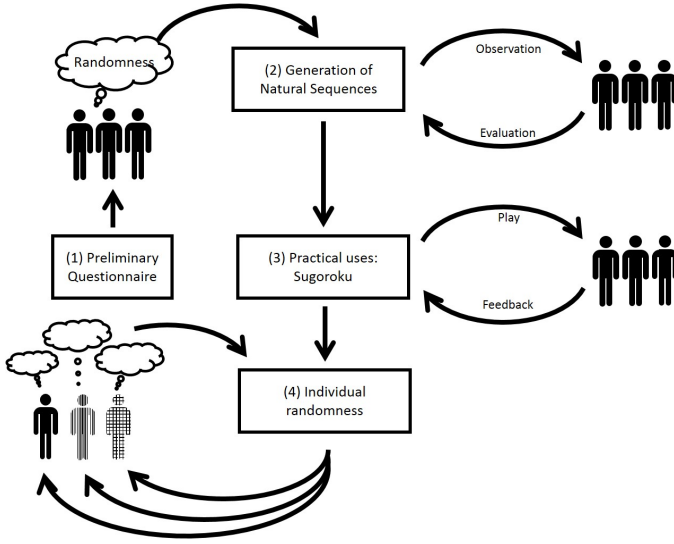 Randomness
(2) Generation of
Natural Sequences
Observation
Evaluation
(1) Preliminary
Questionnaire
(3) Practical uses:
Sugoroku
Play
Feedback
(4) Individual
randomness